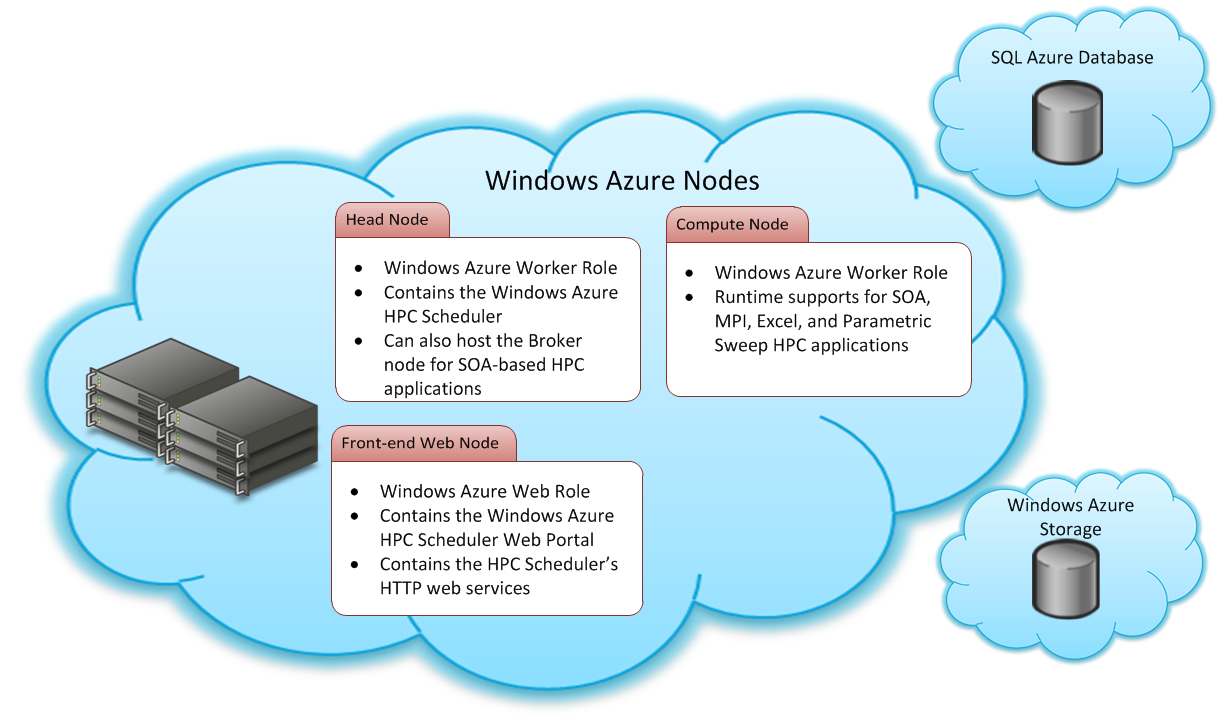 SQL Azure Database
Windows Azure Nodes
Head Node
• Windows Azure Worker Role
• Contains the Windows Azure
HPC Scheduler
• Can also host the Broker
node for SOA-based HPC
applications
Compute Node
• Windows Azure Worker Role
• Runtime supports for SOA,
MPI, Excel, and Parametric
Sweep HPC applications
Front-end Web Node
• Windows Azure Web Role
• Contains the Windows Azure
HPC Scheduler Web Portal
• Contains the HPC Scheduler’s
HTTP web services
Windows Azure
Storage